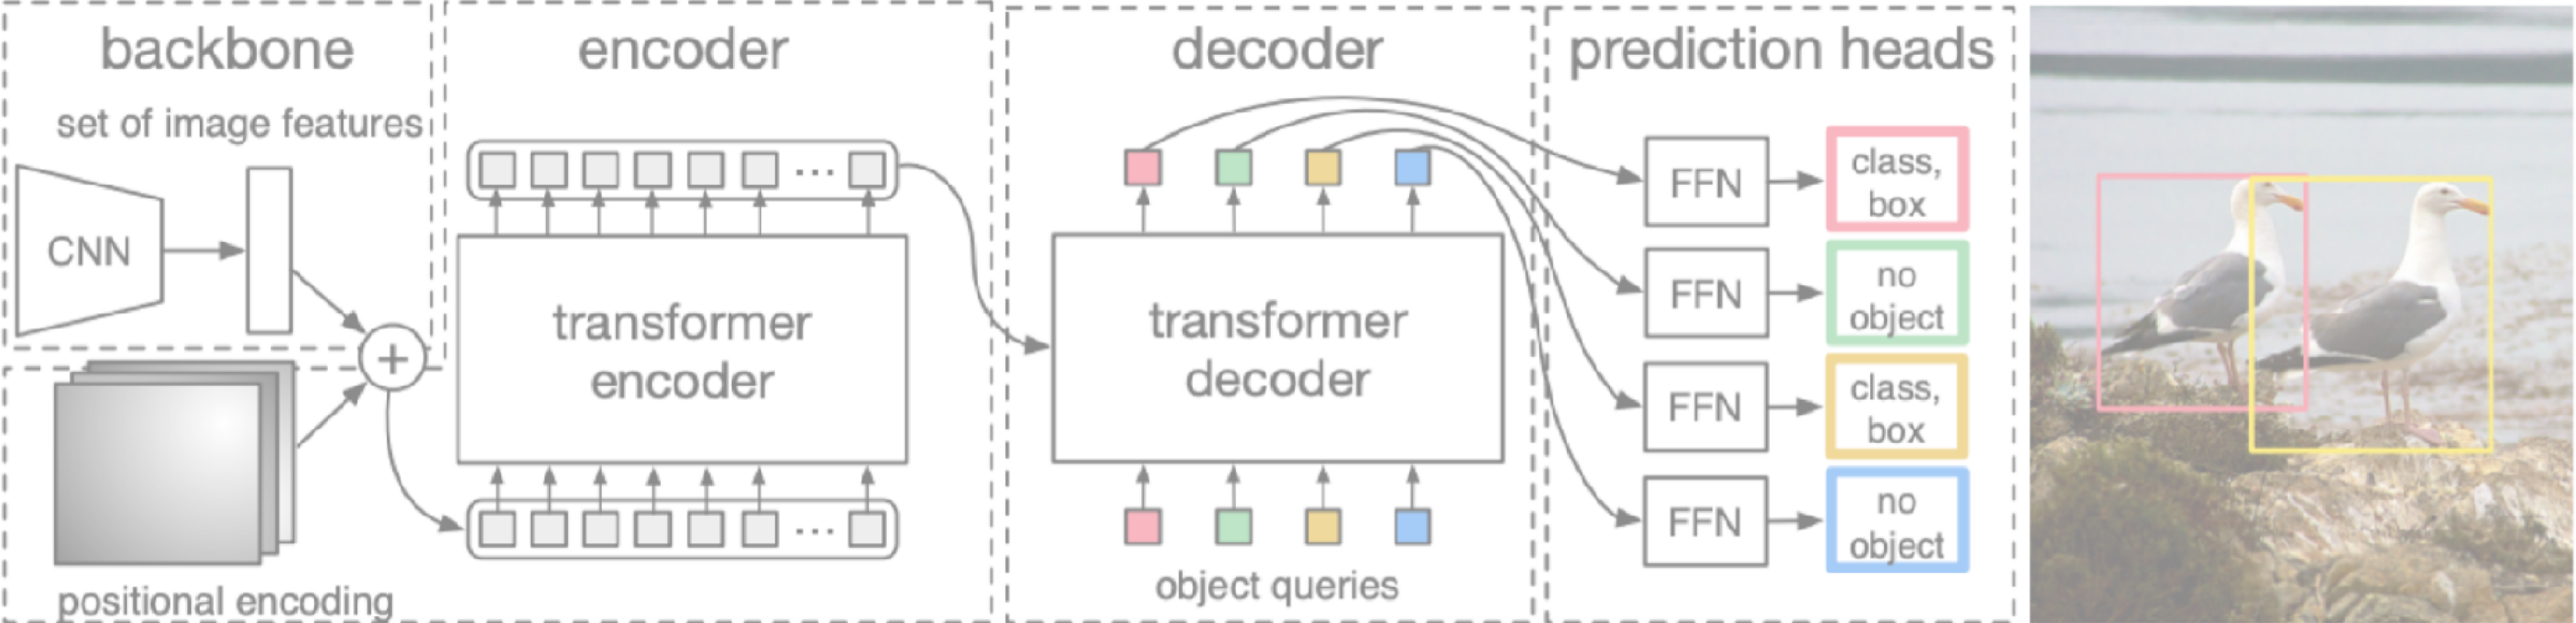 backbone
set of image features
CNN
+
positional encoding
encoder
...
transformer
encoder
...
decoder
transformer
decoder
object queries
prediction heads
FFN
class,
box
FFN
no
object
FFN
class,
box
FFN
no
object